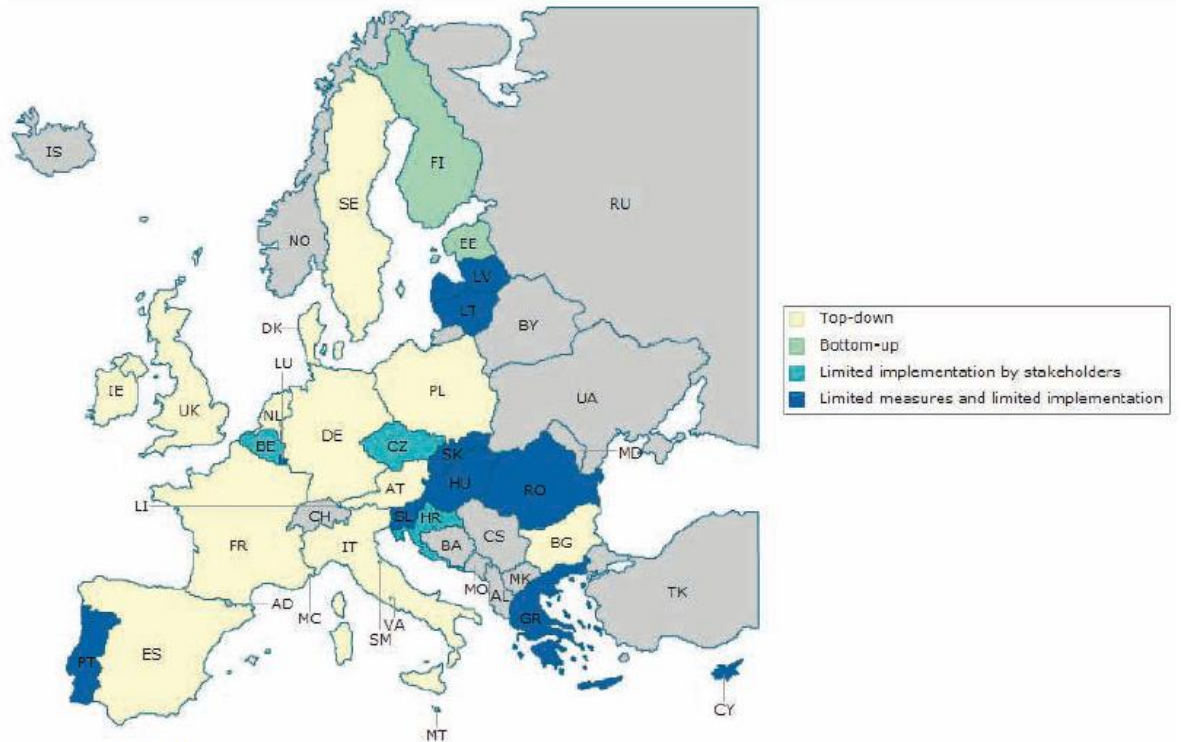 IS
FI
SE
RU
NO
EE
LV
LT
DK
BY
LU
IE
UK
NL
PL
DE
UA
BE
CZ
SK
MD
HU
RO
AT
LI
CH
SL
HR
FR
IT
BA
CS
BG
MK
MO
AL
TK
AD
MC
VA
SM
GR
ES
PT
CY
MT
Top-down
Bottom-up
Limited implementation by stakeholders
Limited measures and limited implementation